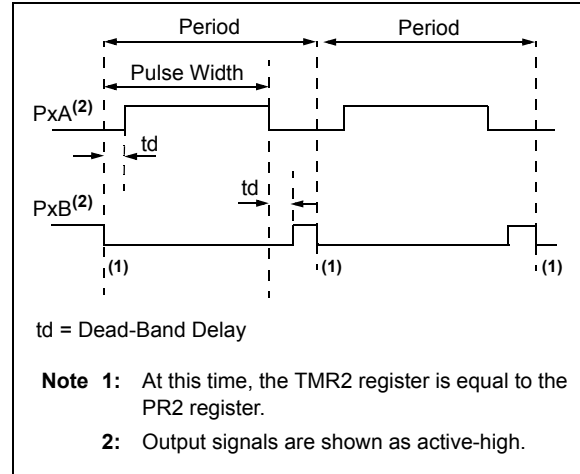 Period Period
Pulse Width
PxA(2)
td
td
PxB(2)
(1) (1) (1)
td = Dead-Band Delay
Note 1: At this time, the TMR2 register is equal to the
PR2 register.
2: Output signals are shown as active-high.